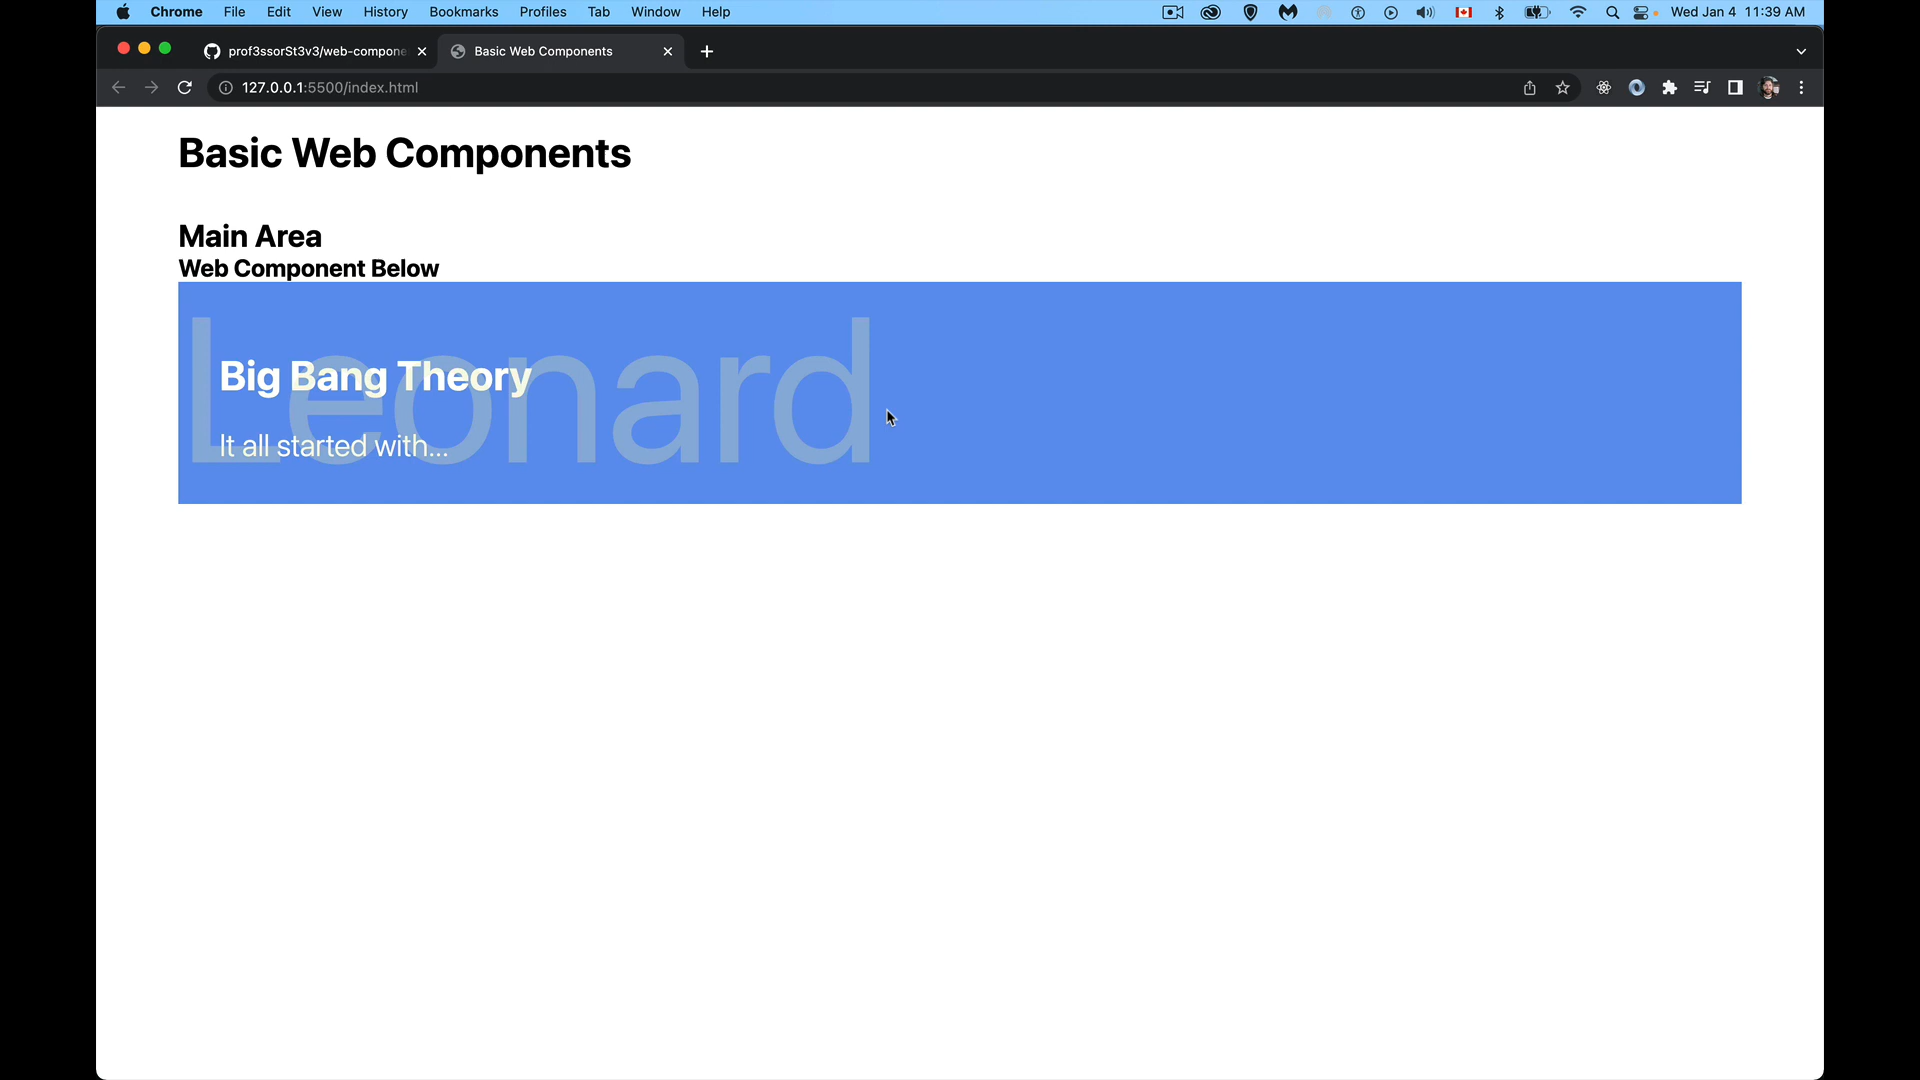 Chrome File Edit View History Bookmarks Profiles Tab Window Help Wed Jan 4 11:39 AM
prof3ssorSt3v3/web-compone Basic Web Components
127.0.0.1:5500/index.html
Basic Web Components
Main Area
Web Component Below
Leonard
Big Bang Theory
It all started with...